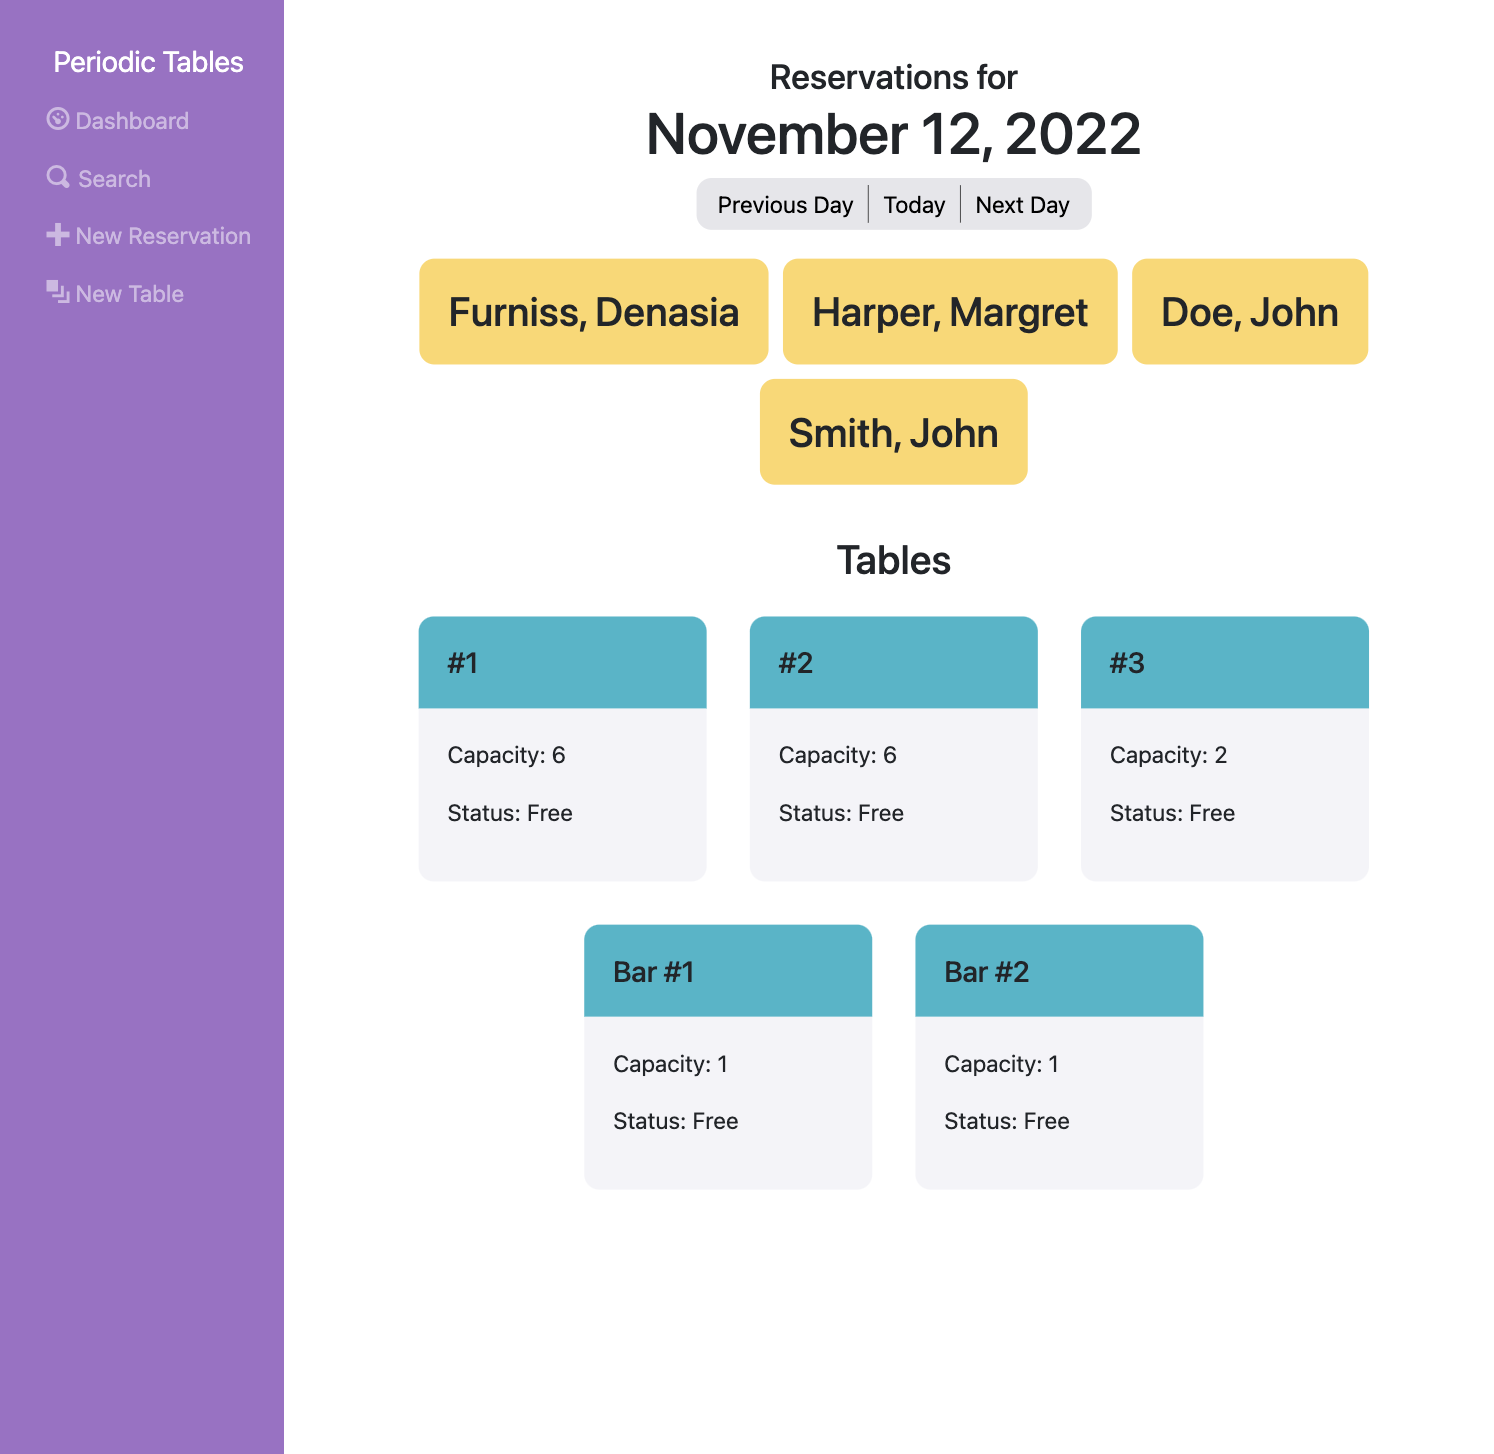 Periodic Tables
Dashboard
Search
New Reservation
New Table
Reservations for
November 12, 2022
Previous Day Today Next Day
Furniss, Denasia Harper, Margret Doe, John
Smith, John
Tables
#1 #2 #3
Capacity: 6 Capacity: 6 Capacity: 2
Status: Free Status: Free Status: Free
Bar #1 Bar #2
Capacity: 1 Capacity: 1
Status: Free Status: Free